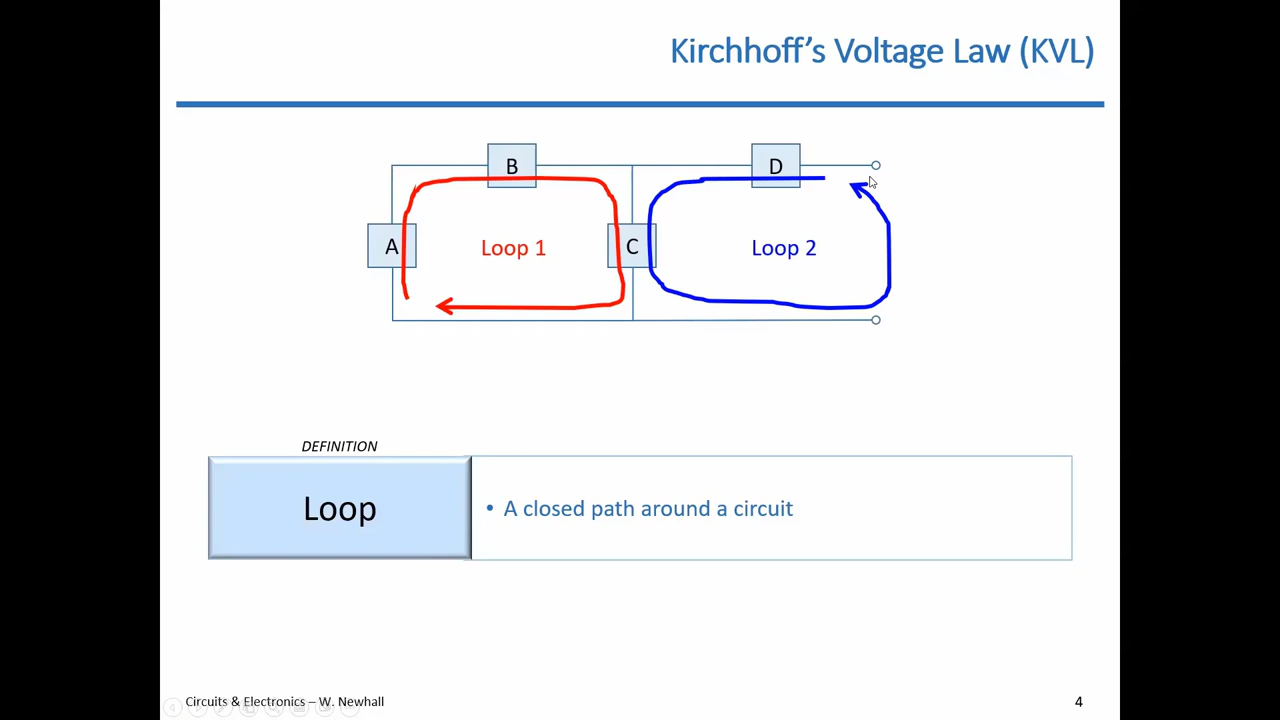 Kirchhoff's Voltage Law (KVL)
B
D
A
Loop 1
C
Loop 2
DEFINITION
Loop
• A closed path around a circuit
Circuits & Electronics – W. Newhall
4